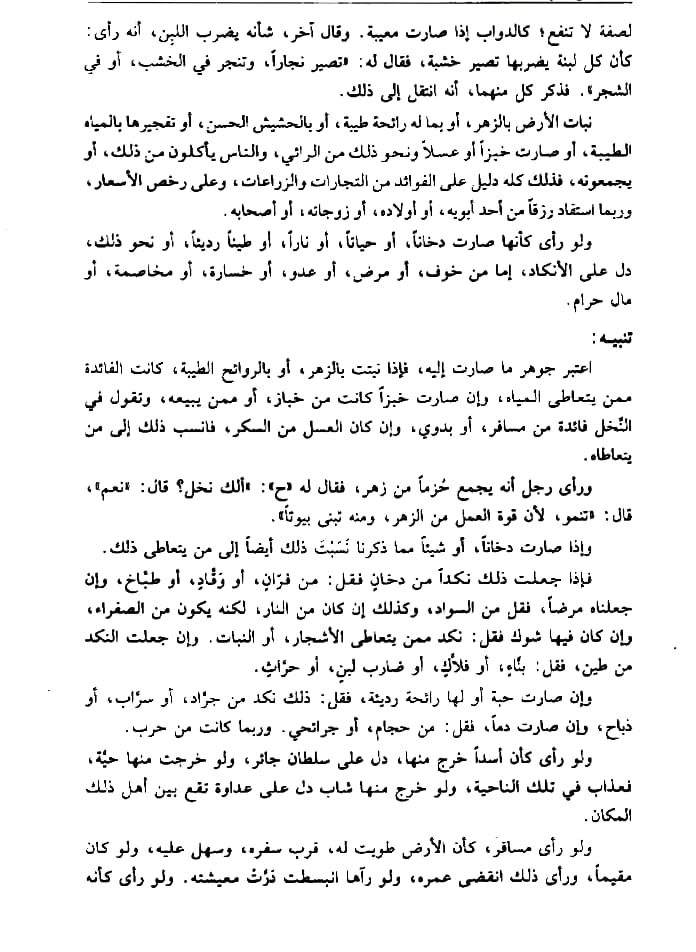 لصفة لا تنفع؛ كالدواب إذا صارت معيبة. وقال آخر، شأنه يضرب اللبِن، أنه رأى:
كأن كل لبنة يضربها تصير خشبة، فقال له: «تصير نجاراً، وتنجر في الخشب، أو في
الشجر». فذكر كل منهما، أنه انتقل إلى ذلك.
نبات الأرض بالزهر، أو بما له رائحة طيبة، أو بالحشيش الحسن، أو تفجيرها بالمياه
الطيبة، أو صارت خبزاً أو عسلاً ونحو ذلك من الرائي، والناس يأكلون من ذلك، أو
يجمعونه، فذلك كله دليل على الفوائد من التجارات والزراعات، وعلى رخص الأسعار،
وربما استفاد رزقاً من أحد أبويه، أو أولاده، أو زوجاته، أو أصحابه.
ولو رأى كأنها صارت دخاناً، أو حياتاً، أو ناراً، أو طيناً رديئاً، أو نحو ذلك،
دل على الأنكاد، إما من خوف، أو مرض، أو عدو، أو خسارة، أو مخاصمة، أو
مال حرام.
تنبيه:
اعتبر جوهر ما صارت إليه، فإذا نبتت بالزهر، أو بالروائح الطيبة، كانت الفائدة
ممن يتعاطى المياه، وإن صارت خبزاً كانت من خباز، أو ممن يبيعه، وتقول في
النَّخل فائدة من مسافر، أو بدوي، وإن كان العسل من السكر، فانسب ذلك إلى من
يتعاطاه.
ورأى رجل أنه يجمع حُزماً من زهر، فقال له «ح»: «ألك نخل؟ قال: «نعم»،
قال: «تنمو، لأن قوة العمل من الزهر، ومنه تبنى بيوتاً».
وإذا صارت دخاناً، أو شيئاً مما ذكرنا نَسَبْتَ ذلك أيضاً إلى من يتعاطى ذلك.
فإذا جعلت ذلك نكداً من دخانٍ فقل: من فرّانٍ، أو وَقَّادٍ، أو طبَّاخ، وإن
جعلناه مرضاً، فقل من السواد، وكذلك إن كان من النار، لكنه يكون من الصفراء،
وإن كان فيها شوك فقل: نكد ممن يتعاطى الأشجار، أو النبات. وإن جعلت النكد
من طين، فقل: بنَّاءٍ، أو فلاَّكٍ، أو ضارب لبنٍ، أو حرَّاثٍ.
وإن صارت حبة أو لها رائحة رديئة، فقل: ذلك نكد من جرَّاد، أو سرَّاب، أو
ذباح، وإن صارت دماً، فقل: من حجام، أو جرائحي. وربما كانت من حرب.
ولو رأى كأن أسداً خرج منها، دل على سلطان جائر، ولو خرجت منها حيَّة،
فعذاب في تلك الناحية، ولو خرج منها شاب دل على عداوة تقع بين أهل ذلك
المكان.
ولو رأى مسافر، كأن الأرض طويت له، قرب سفره، وسهل عليه، ولو كان
مقيماً، ورأى ذلك انقضى عمره، ولو رآها انبسطت دَرَّتْ معيشته. ولو رأى كأنه